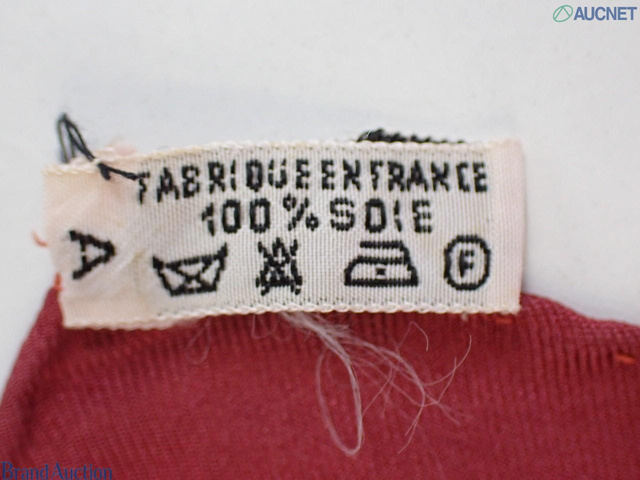 AUCNET
FABRIQUE EN FRANCE
100% SOIE
A
F
Brand Auction